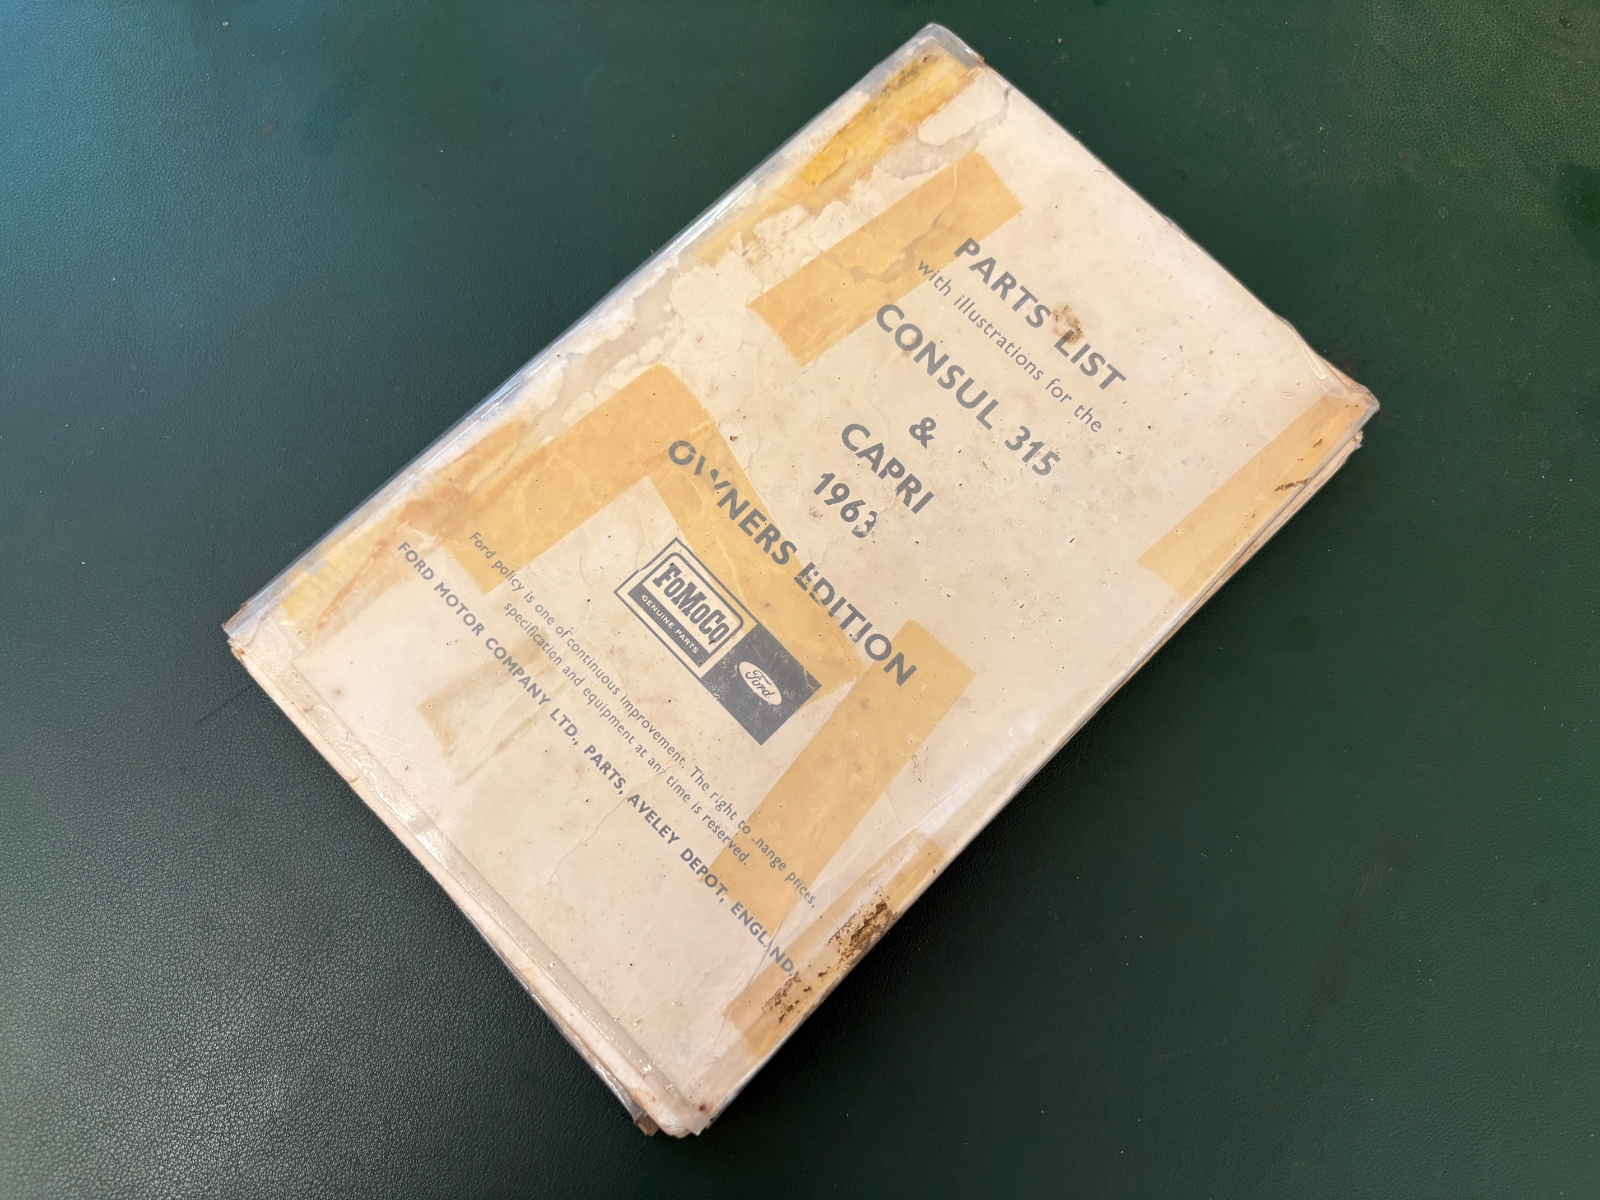 PARTS LIST
with illustrations for the
CONSUL 315
&
CAPRI
1963
OWNERS EDITION
FoMoCo
GENUINE PARTS
Ford
Ford policy is one of continuous improvement. The right to hange prices,
specification and equipment at any time is reserved.
FORD MOTOR COMPANY LTD., PARTS, AVELEY DEPOT, ENGLAND.